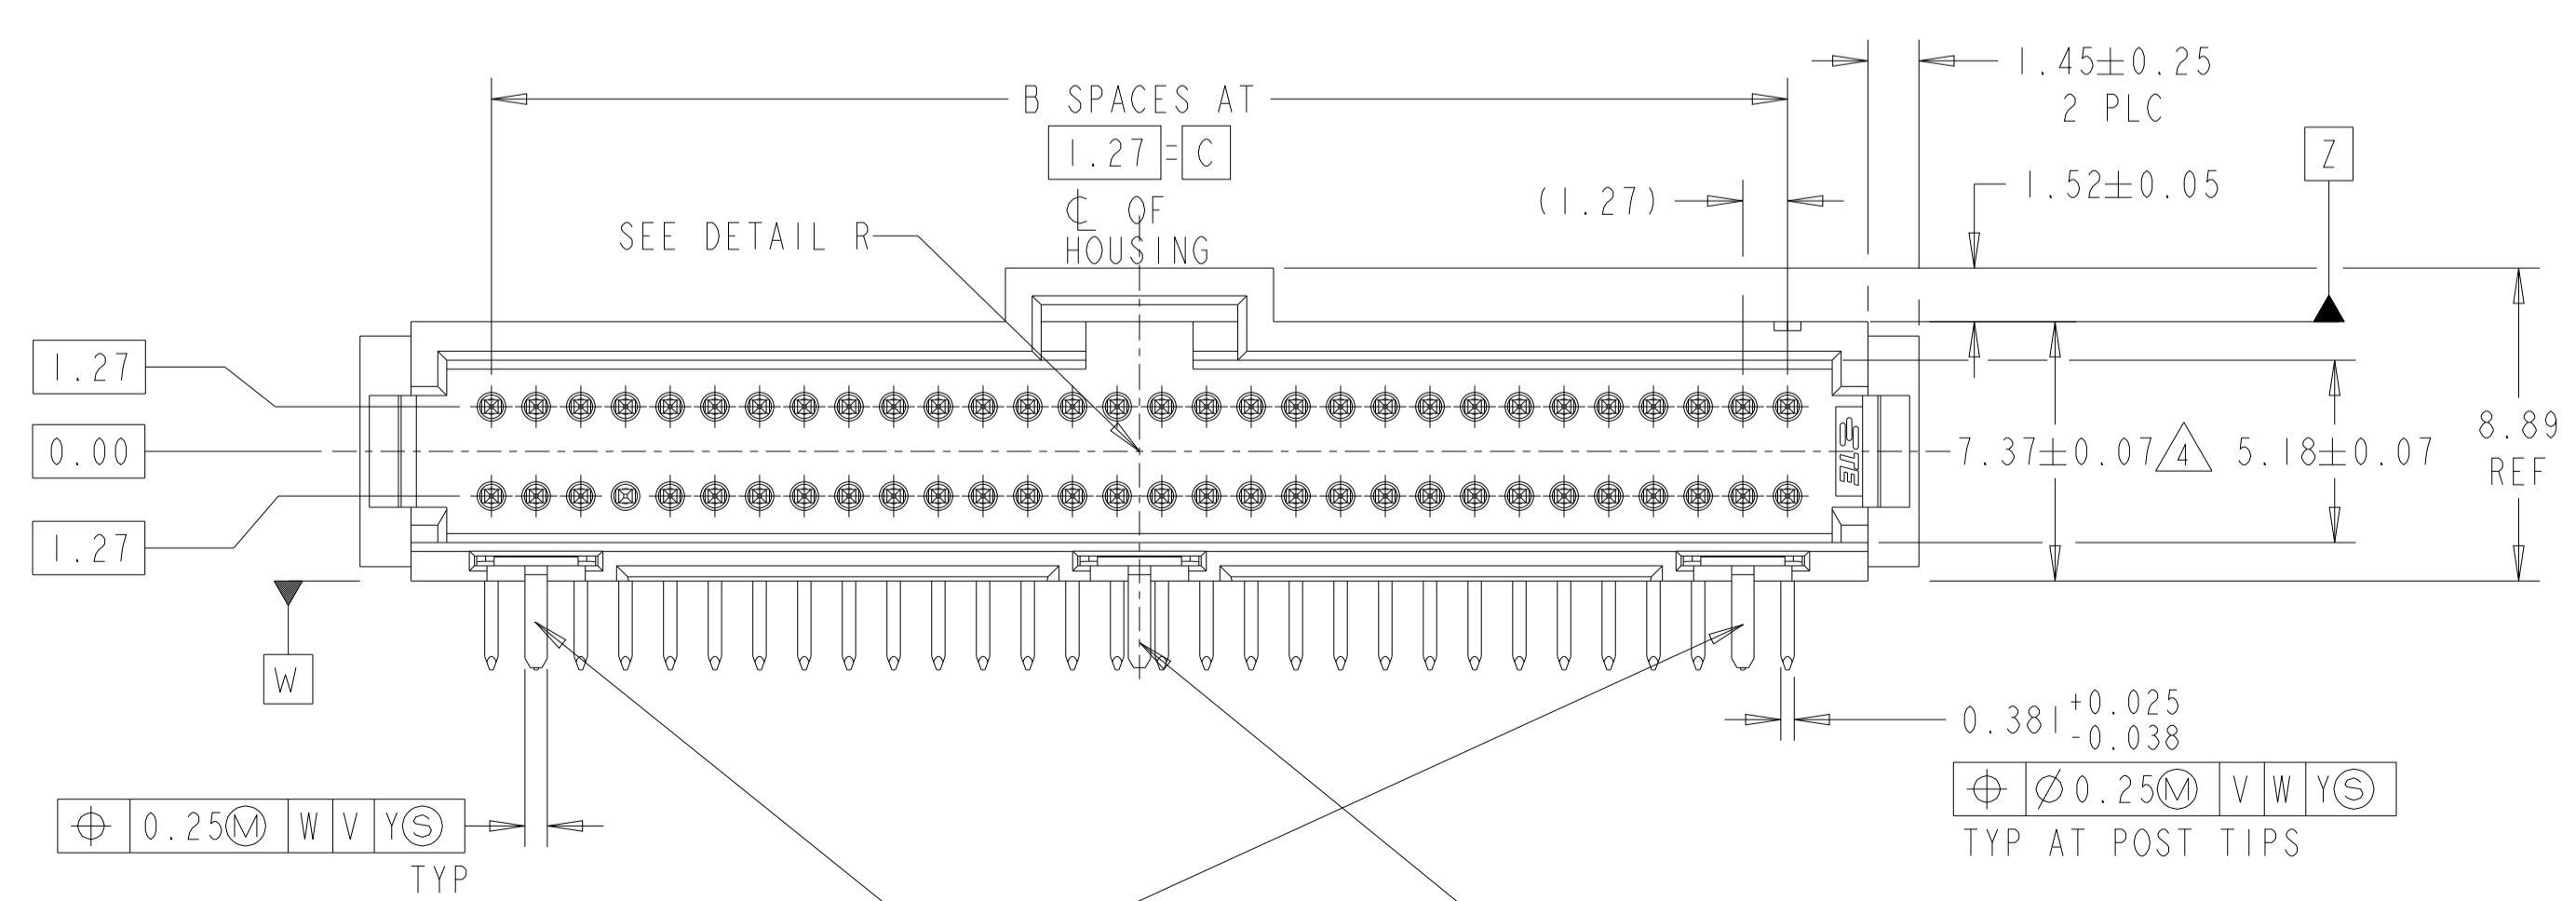 B SPACES AT
1.27 = C
℄ OF
HOUSING
SEE DETAIL R
(1.27)
1.45±0.25
2 PLC
1.52±0.05
Z
1.27
0.00
1.27
W
TE
7.37±0.07
4
5.18±0.07
8.89
REF
0.381 +0.025
-0.038
⌖ 0.25Ⓜ W V YⓈ
TYP
⌖ Ø0.25Ⓜ V W YⓈ
TYP AT POST TIPS